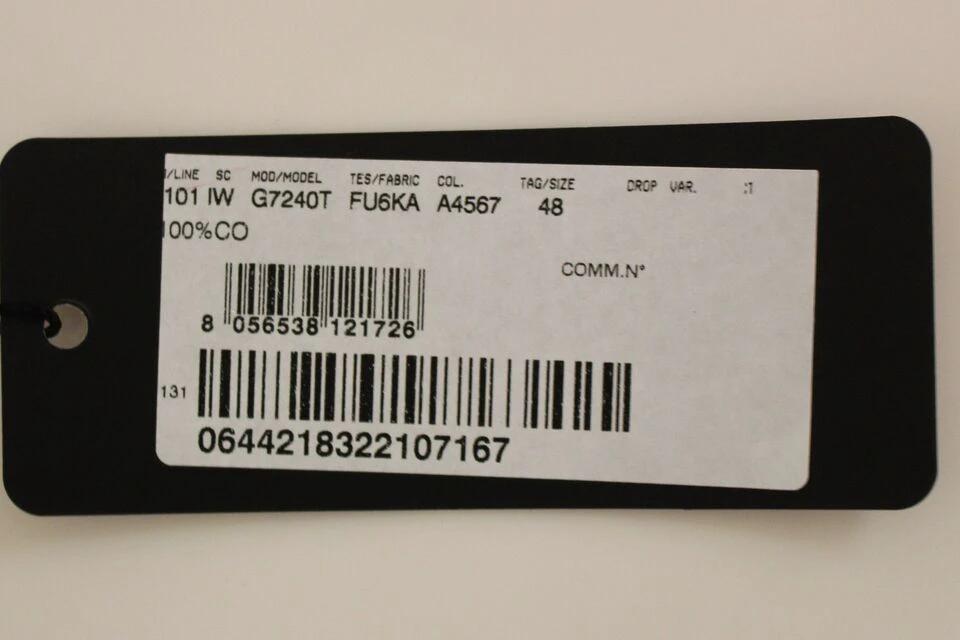 /LINE SC MOD/MODEL TES/FABRIC COL. TAG/SIZE DROP VAR. :1
101 IW G7240T FU6KA A4567 48
100%CO
COMM.N°
8 056538 121726
131
0644218322107167